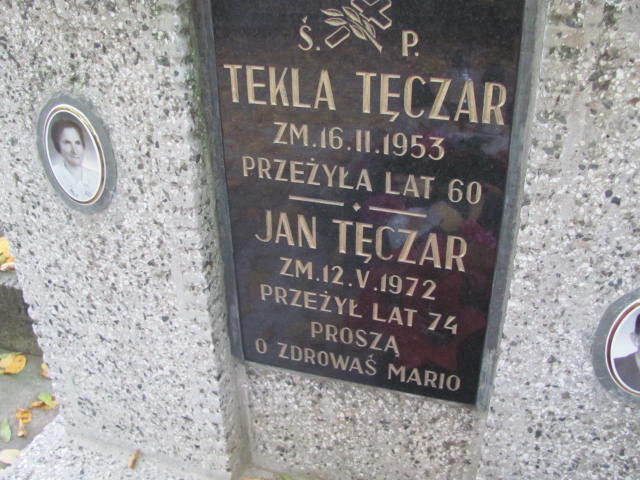 Ś. P.
TEKLA TĘCZAR
ZM.16.II.1953
PRZEŻYŁA LAT 60
JAN TĘCZAR
ZM.12.V.1972
PRZEŻYŁ LAT 74
PROSZĄ
O ZDROWAŚ MARIO